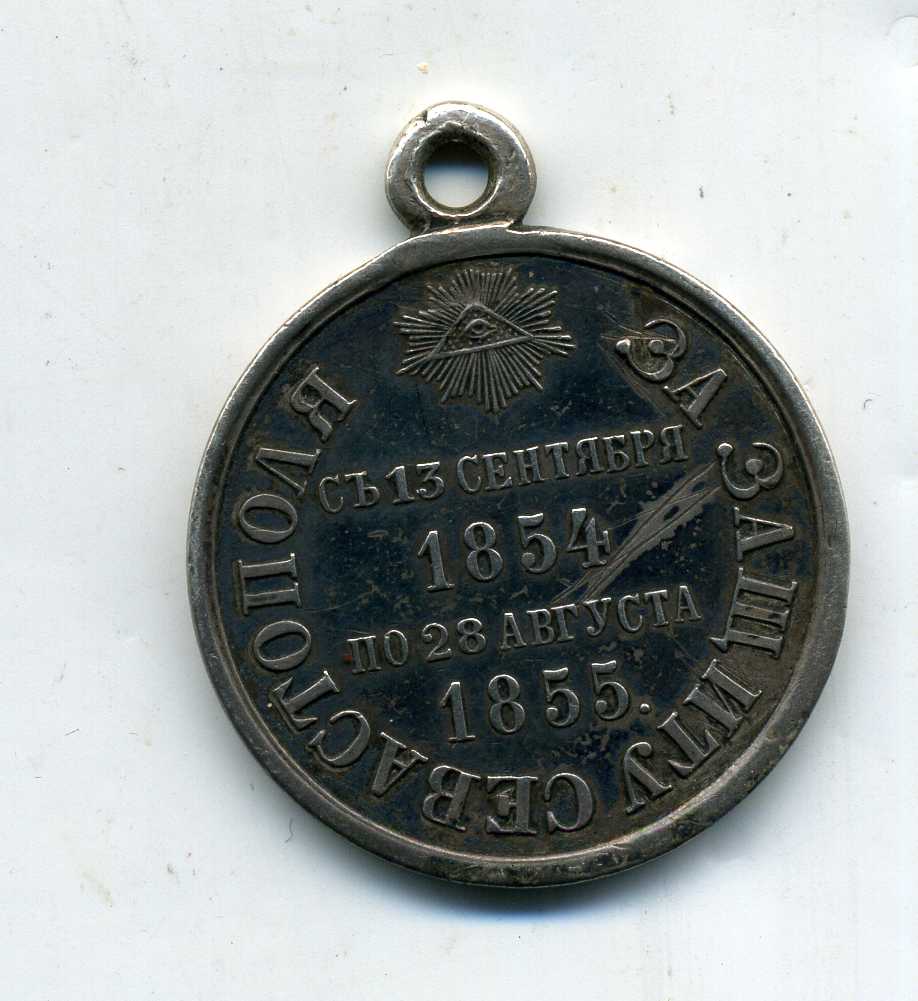 ЗА ЗАЩИТУ СЕВАСТОПОЛЯ
СЪ 13 СЕНТЯБРЯ
1854
ПО 28 АВГУСТА
1855.